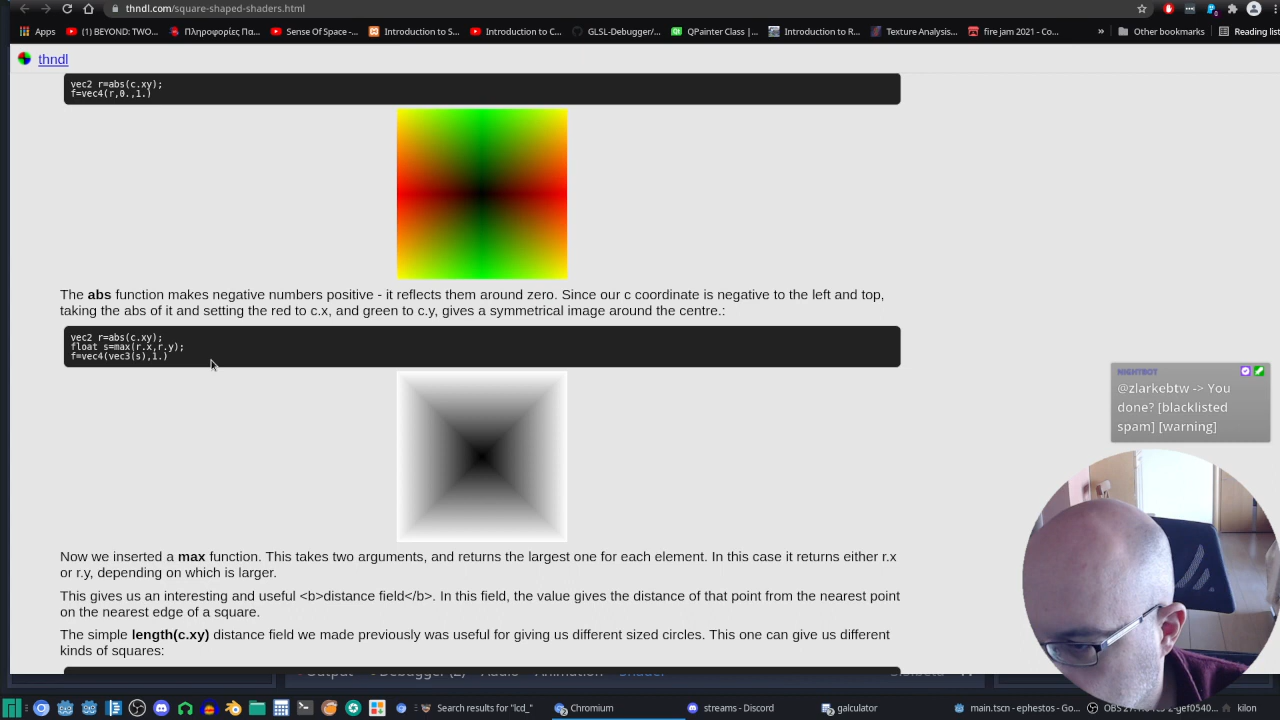 thndl.com/square-shaped-shaders.html
Apps
(1) BEYOND: TWO...
Πληροφορίες Πα...
Sense Of Space -...
Introduction to S...
Introduction to C...
GLSL-Debugger/...
QPainter Class |...
Introduction to R...
Texture Analysis...
fire jam 2021 - Co...
»
Other bookmarks
Reading list
thndl
vec2 r=abs(c.xy);
f=vec4(r,0.,1.)
The abs function makes negative numbers positive - it reflects them around zero. Since our c coordinate is negative to the left and top,
taking the abs of it and setting the red to c.x, and green to c.y, gives a symmetrical image around the centre.:
vec2 r=abs(c.xy);
float s=max(r.x,r.y);
f=vec4(vec3(s),1.)
Now we inserted a max function. This takes two arguments, and returns the largest one for each element. In this case it returns either r.x
or r.y, depending on which is larger.
This gives us an interesting and useful <b>distance field</b>. In this field, the value gives the distance of that point from the nearest point
on the nearest edge of a square.
The simple length(c.xy) distance field we made previously was useful for giving us different sized circles. This one can give us different
kinds of squares:
NIGHTBOT
@zlarkebtw -> You
done? [blacklisted
spam] [warning]
Search results for "lcd_"
Chromium
streams - Discord
galculator
main.tscn - ephestos - Go...
kilon